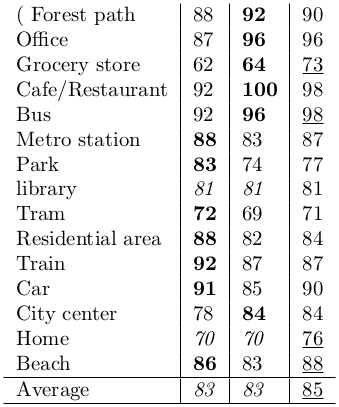 ( Forest path 88 92 90
Office 87 96 96
Grocery store 62 64 73
Cafe/Restaurant 92 100 98
Bus 92 96 98
Metro station 88 83 87
Park 83 74 77
library 81 81 81
Tram 72 69 71
Residential area 88 82 84
Train 92 87 87
Car 91 85 90
City center 78 84 84
Home 70 70 76
Beach 86 83 88
Average 83 83 85